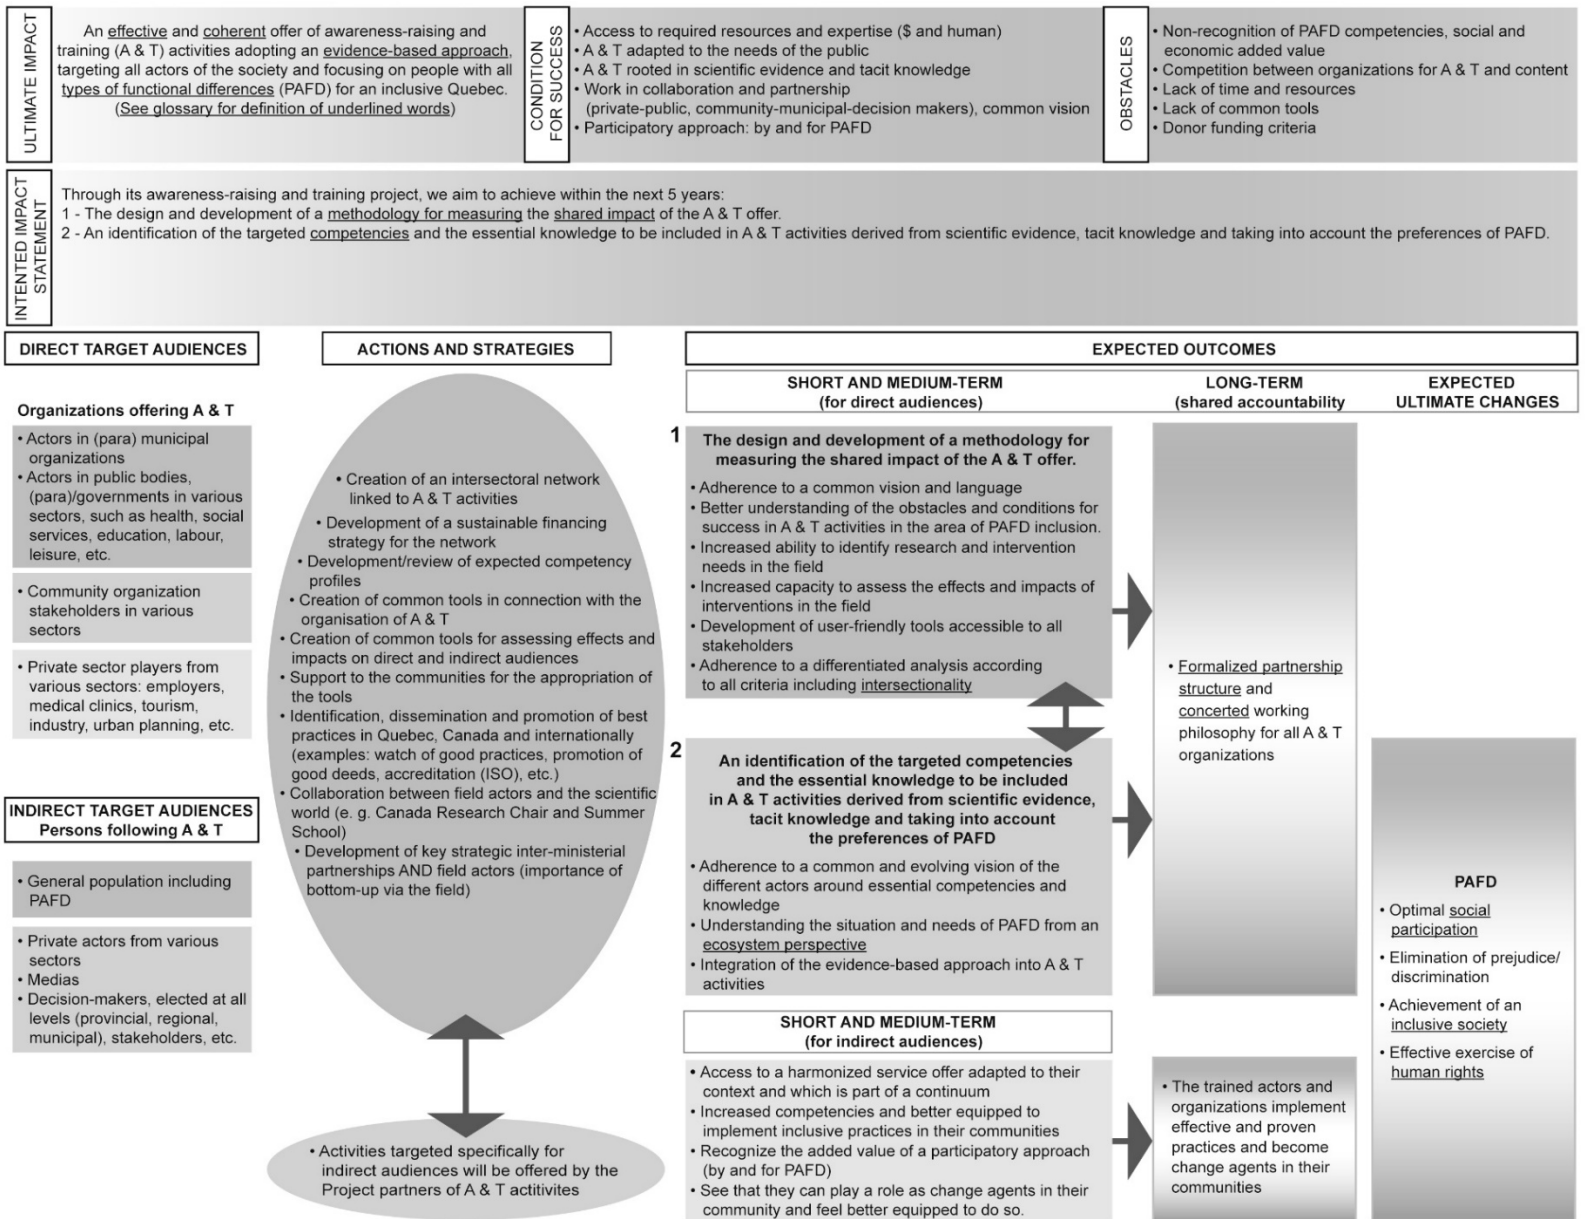 ULTIMATE IMPACT
An effective and coherent offer of awareness-raising and
training (A & T) activities adopting an evidence-based approach,
targeting all actors of the society and focusing on people with all
types of functional differences (PAFD) for an inclusive Quebec.
(See glossary for definition of underlined words)
CONDITION
FOR SUCCESS
• Access to required resources and expertise ($ and human)
• A & T adapted to the needs of the public
• A & T rooted in scientific evidence and tacit knowledge
• Work in collaboration and partnership
(private-public, community-municipal-decision makers), common vision
• Participatory approach: by and for PAFD
OBSTACLES
• Non-recognition of PAFD competencies, social and
economic added value
• Competition between organizations for A & T and content
• Lack of time and resources
• Lack of common tools
• Donor funding criteria
INTENTED IMPACT
STATEMENT
Through its awareness-raising and training project, we aim to achieve within the next 5 years:
1 - The design and development of a methodology for measuring the shared impact of the A & T offer.
2 - An identification of the targeted competencies and the essential knowledge to be included in A & T activities derived from scientific evidence, tacit knowledge and taking into account the preferences of PAFD.
DIRECT TARGET AUDIENCES
Organizations offering A & T
• Actors in (para) municipal
organizations
• Actors in public bodies,
(para)/governments in various
sectors, such as health, social
services, education, labour,
leisure, etc.
• Community organization
stakeholders in various
sectors
• Private sector players from
various sectors: employers,
medical clinics, tourism,
industry, urban planning, etc.
INDIRECT TARGET AUDIENCES
Persons following A & T
• General population including
PAFD
• Private actors from various
sectors
• Medias
• Decision-makers, elected at all
levels (provincial, regional,
municipal), stakeholders, etc.
ACTIONS AND STRATEGIES
• Creation of an intersectoral network
linked to A & T activities
• Development of a sustainable financing
strategy for the network
• Development/review of expected competency
profiles
• Creation of common tools in connection with the
organisation of A & T
• Creation of common tools for assessing effects and
impacts on direct and indirect audiences
• Support to the communities for the appropriation of
the tools
• Identification, dissemination and promotion of best
practices in Quebec, Canada and internationally
(examples: watch of good practices, promotion of
good deeds, accreditation (ISO), etc.)
• Collaboration between field actors and the scientific
world (e. g. Canada Research Chair and Summer
School)
• Development of key strategic inter-ministerial
partnerships AND field actors (importance of
bottom-up via the field)
• Activities targeted specifically for
indirect audiences will be offered by the
Project partners of A & T actitivites
EXPECTED OUTCOMES
SHORT AND MEDIUM-TERM
(for direct audiences)
1
The design and development of a methodology for
measuring the shared impact of the A & T offer.
• Adherence to a common vision and language
• Better understanding of the obstacles and conditions for
success in A & T activities in the area of PAFD inclusion.
• Increased ability to identify research and intervention
needs in the field
• Increased capacity to assess the effects and impacts of
interventions in the field
• Development of user-friendly tools accessible to all
stakeholders
• Adherence to a differentiated analysis according
to all criteria including intersectionality
2
An identification of the targeted competencies
and the essential knowledge to be included
in A & T activities derived from scientific evidence,
tacit knowledge and taking into account
the preferences of PAFD
• Adherence to a common and evolving vision of the
different actors around essential competencies and
knowledge
• Understanding the situation and needs of PAFD from an
ecosystem perspective
• Integration of the evidence-based approach into A & T
activities
SHORT AND MEDIUM-TERM
(for indirect audiences)
• Access to a harmonized service offer adapted to their
context and which is part of a continuum
• Increased competencies and better equipped to
implement inclusive practices in their communities
• Recognize the added value of a participatory approach
(by and for PAFD)
• See that they can play a role as change agents in their
community and feel better equipped to do so.
LONG-TERM
(shared accountability
• Formalized partnership
structure and
concerted working
philosophy for all A & T
organizations
• The trained actors and
organizations implement
effective and proven
practices and become
change agents in their
communities
EXPECTED
ULTIMATE CHANGES
PAFD
• Optimal social
participation
• Elimination of prejudice/
discrimination
• Achievement of an
inclusive society
• Effective exercise of
human rights